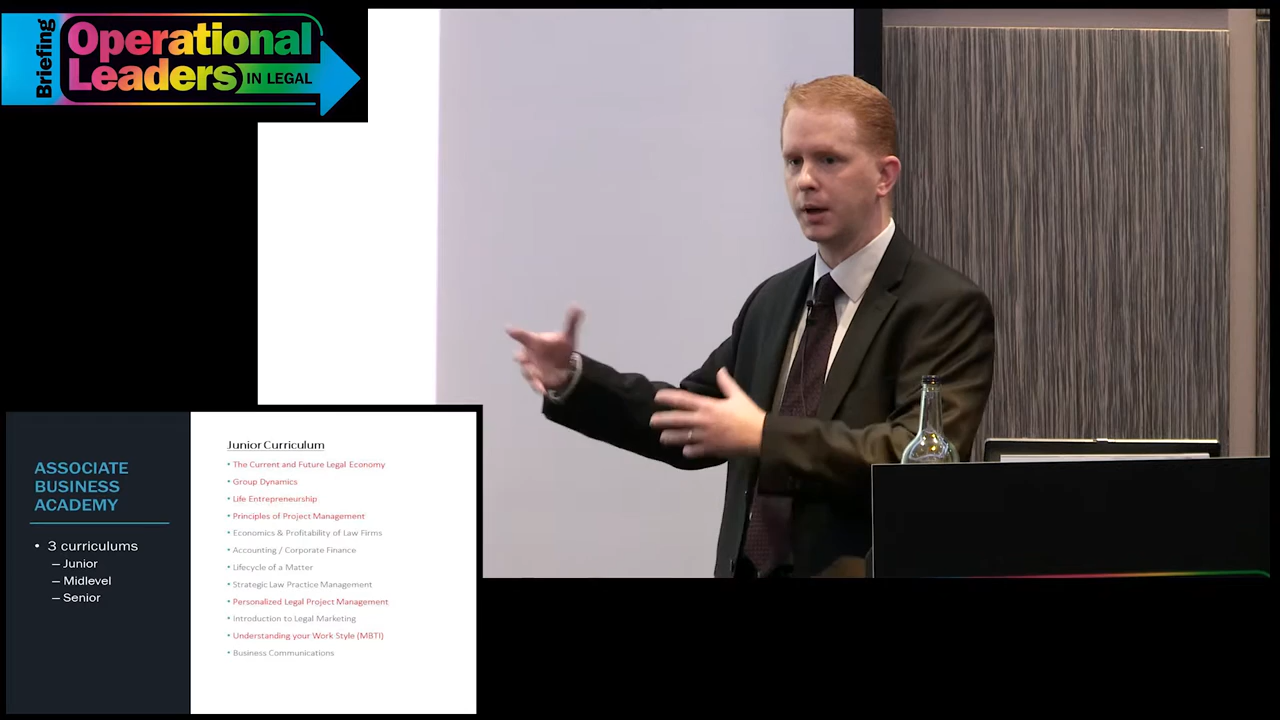 Briefing
Operational
Leaders
IN LEGAL
ASSOCIATE
BUSINESS
ACADEMY
• 3 curriculums
– Junior
– Midlevel
– Senior
Junior Curriculum
• The Current and Future Legal Economy
• Group Dynamics
• Life Entrepreneurship
• Principles of Project Management
• Economics & Profitability of Law Firms
• Accounting / Corporate Finance
• Lifecycle of a Matter
• Strategic Law Practice Management
• Personalized Legal Project Management
• Introduction to Legal Marketing
• Understanding your Work Style (MBTI)
• Business Communications